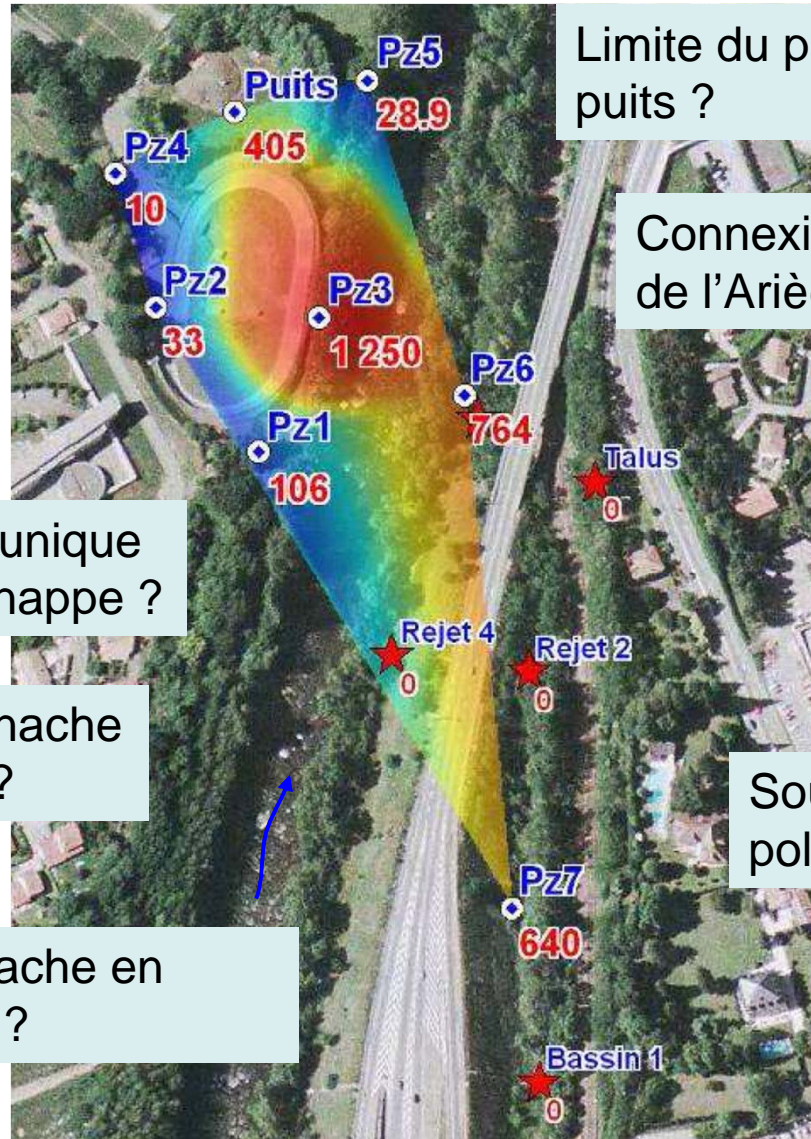 Limite du p
puits ?
Pz5
28.9
Puits
405
Pz4
10
Connexi
de l'Ariè
Pz2
33
Pz3
1 250
Pz6
764
Pz1
106
Talus
0
unique
nappe ?
Rejet 4
0
Rejet 2
0
nache
?
Sou
pol
Pz7
640
ache en
?
Bassin 1
0